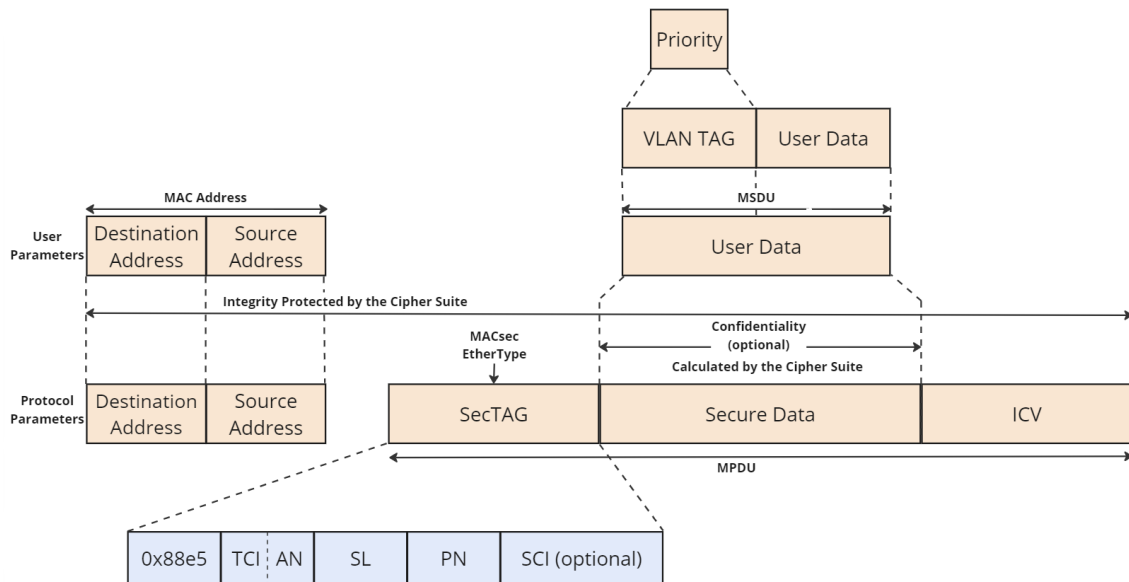 Priority
VLAN TAG
User Data
MAC Address
MSDU
User
Parameters
Destination
Address
Source
Address
User Data
Integrity Protected by the Cipher Suite
MACsec
EtherType
Confidentiality
(optional)
Calculated by the Cipher Suite
Protocol
Parameters
Destination
Address
Source
Address
SecTAG
Secure Data
ICV
MPDU
0x88e5
TCI
AN
SL
PN
SCI (optional)